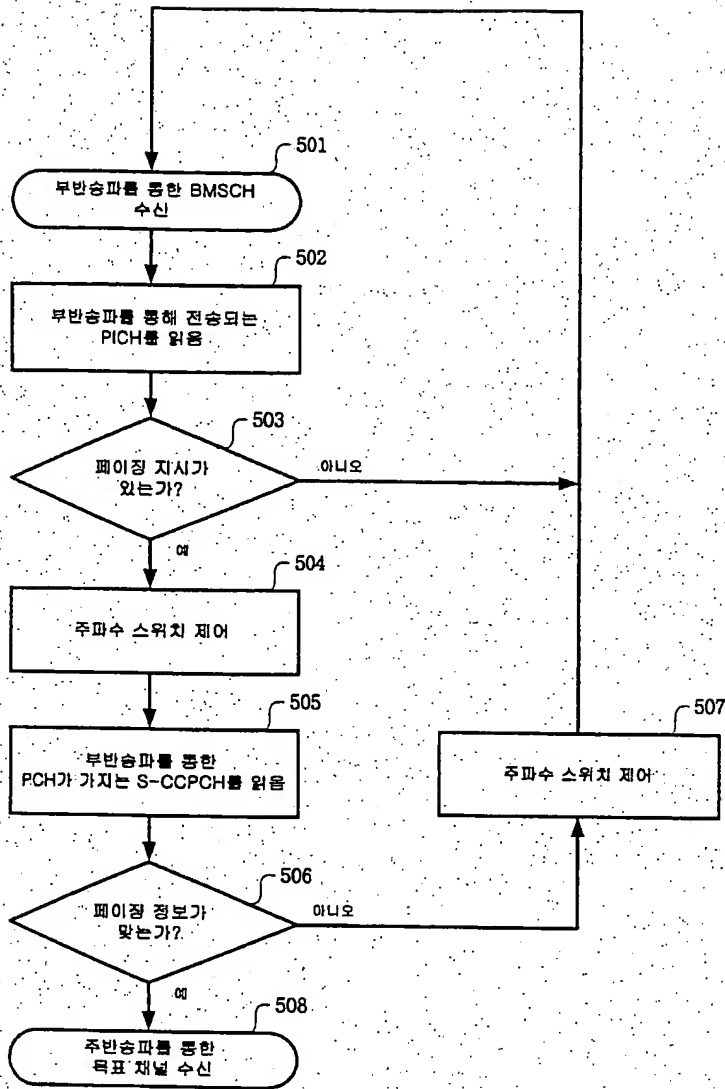 501
부반송파를 통한 BMSCH
수신
502
부반송파를 통해 전송되는
PICH를 읽음
503
페이징 지시가
있는가?
아니오
예
504
주파수 스위치 제어
505
부반송파를 통한
PCH가 가지는 S-CCPCH를 읽음
507
주파수 스위치 제어
506
페이징 정보가
맞는가?
아니오
예
508
주반송파를 통한
목표 채널 수신